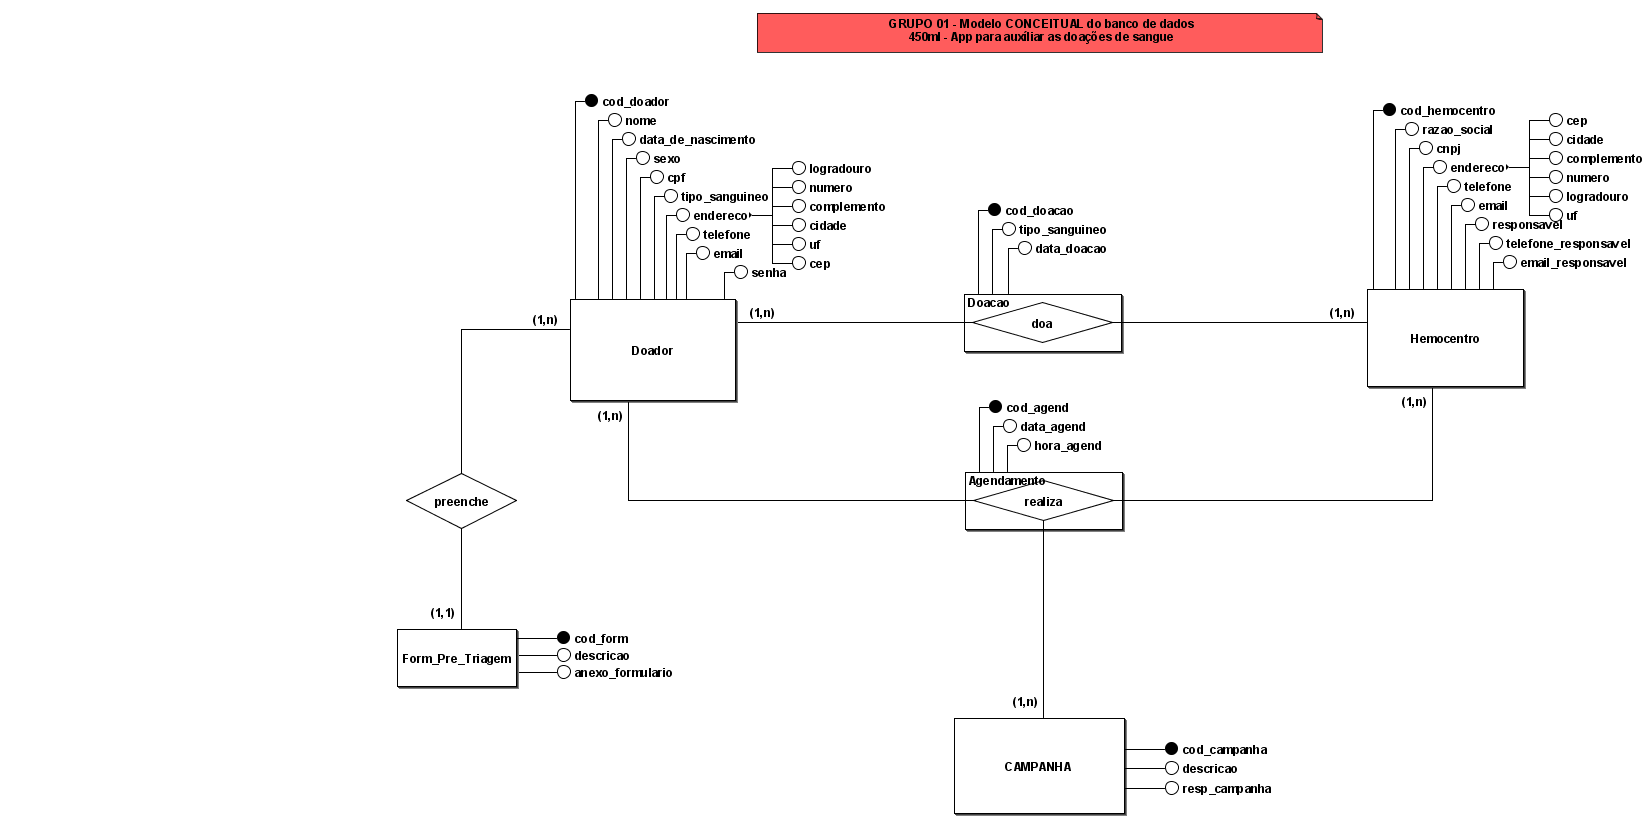 GRUPO 01 - Modelo CONCEITUAL do banco de dados
450ml - App para auxíliar as doações de sangue
cod_doador
nome
data_de_nascimento
sexo
cpf
tipo_sanguineo
endereco
telefone
email
senha
logradouro
numero
complemento
cidade
uf
cep
Doador
(1,n)
(1,n)
(1,n)
cod_doacao
tipo_sanguineo
data_doacao
Doacao
doa
(1,n)
cod_hemocentro
razao_social
cnpj
endereco
telefone
email
responsavel
telefone_responsavel
email_responsavel
cep
cidade
complemento
numero
logradouro
uf
Hemocentro
(1,n)
cod_agend
data_agend
hora_agend
Agendamento
realiza
preenche
(1,1)
Form_Pre_Triagem
cod_form
descricao
anexo_formulario
(1,n)
CAMPANHA
cod_campanha
descricao
resp_campanha